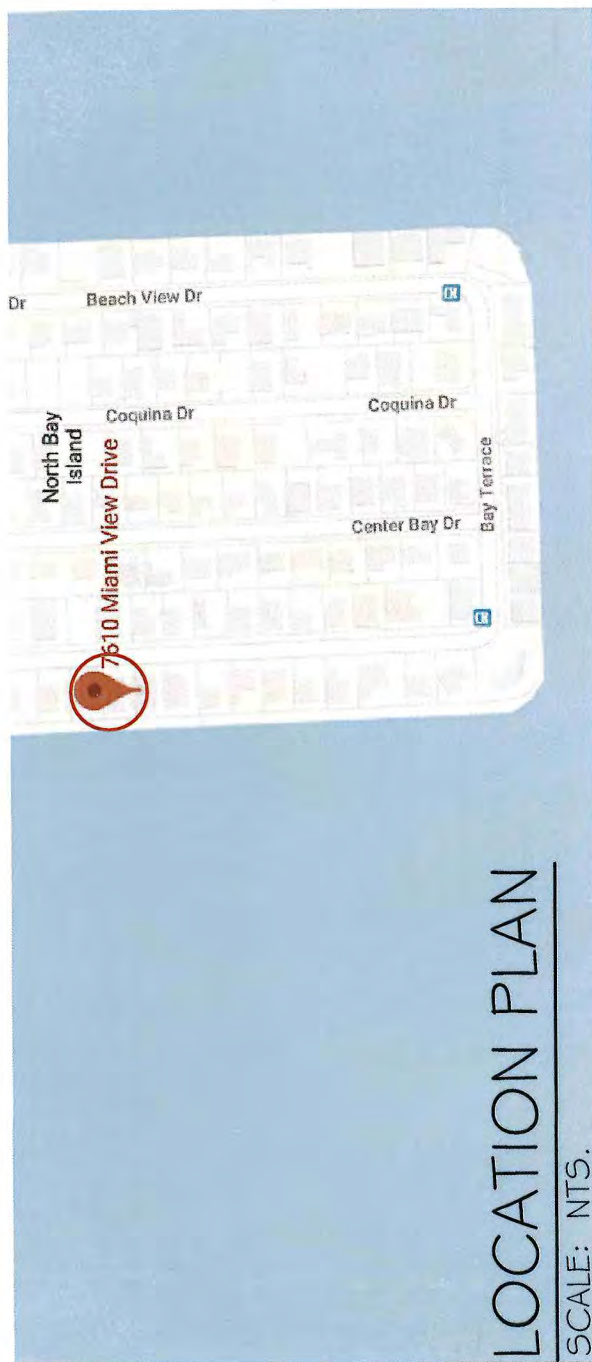 Dr
Beach View Dr
Coquina Dr
Coquina Dr
North Bay
Island
7610 Miami View Drive
Center Bay Dr
Bay Terrace
LOCATION PLAN
SCALE: NTS.